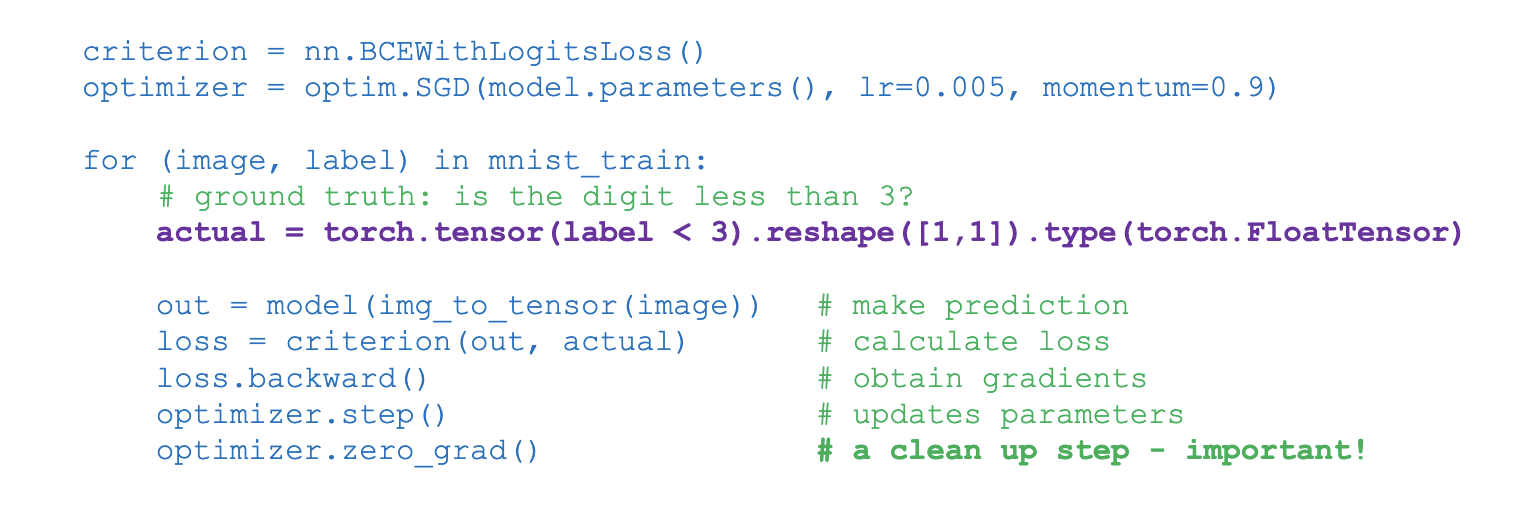 criterion = nn.BCEWithLogitsLoss()
optimizer = optim.SGD(model.parameters(), lr=0.005, momentum=0.9)
for (image, label) in mnist_train:
# ground truth: is the digit less than 3?
actual = torch.tensor(label < 3).reshape([1,1]).type(torch.FloatTensor)
out = model(img_to_tensor(image)) # make prediction
loss = criterion(out, actual) # calculate loss
loss.backward() # obtain gradients
optimizer.step() # updates parameters
optimizer.zero_grad() # a clean up step - important!